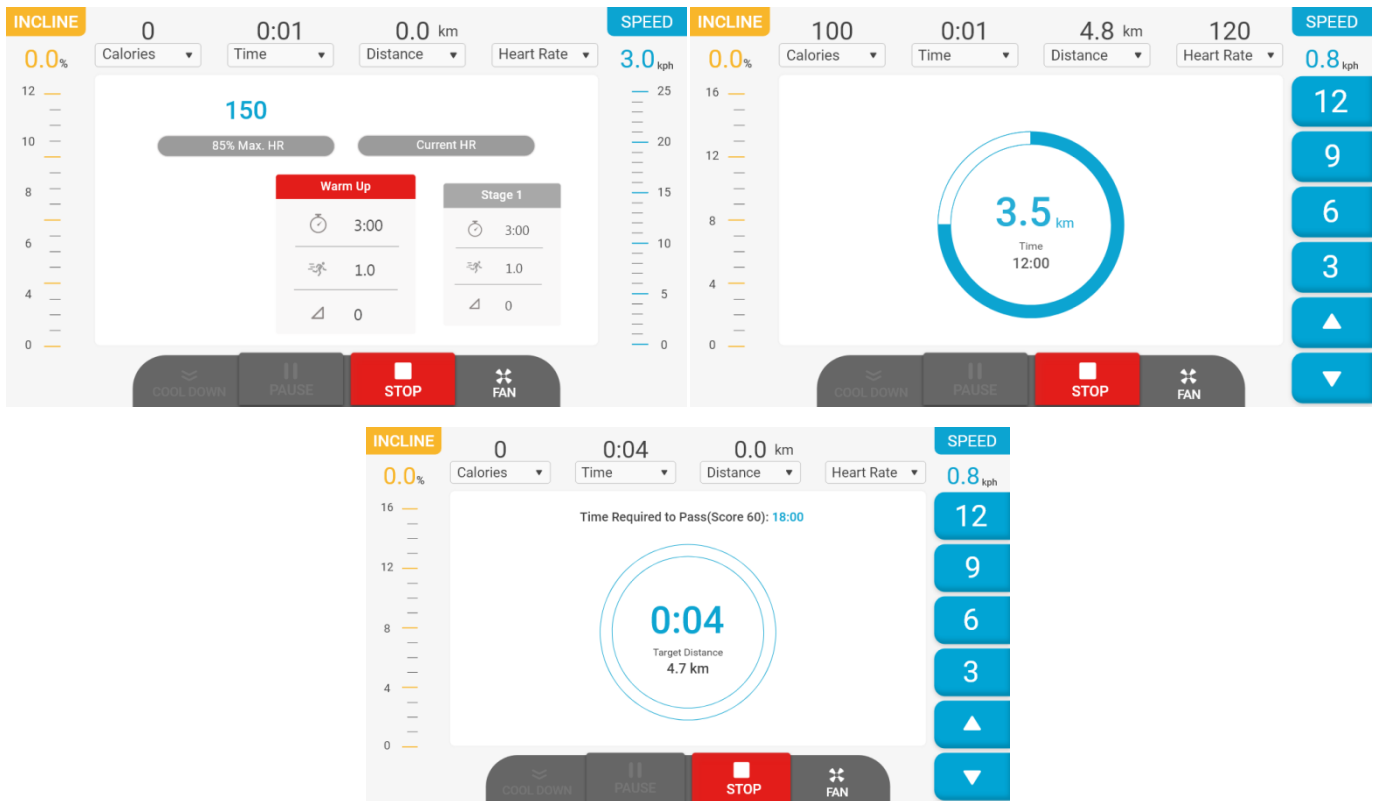 INCLINE 0 0:01 0.0 km SPEED
0.0% Calories Time Distance Heart Rate 3.0 kph
12 25
150
10 20
85% Max. HR Current HR
Warm Up Stage 1
8 15
3:00 3:00
6 10
1.0 1.0
4 5
0 0
0 0
COOL DOWN PAUSE STOP FAN
INCLINE 100 0:01 4.8 km 120 SPEED
0.0% Calories Time Distance Heart Rate 0.8 kph
16 12
12 9
8 3.5 km 6
Time
12:00 3
4
0
COOL DOWN PAUSE STOP FAN
INCLINE 0 0:04 0.0 km SPEED
0.0% Calories Time Distance Heart Rate 0.8 kph
16 Time Required to Pass(Score 60): 18:00 12
12 9
8 0:04 6
Target Distance
4.7 km 3
4
0
COOL DOWN PAUSE STOP FAN